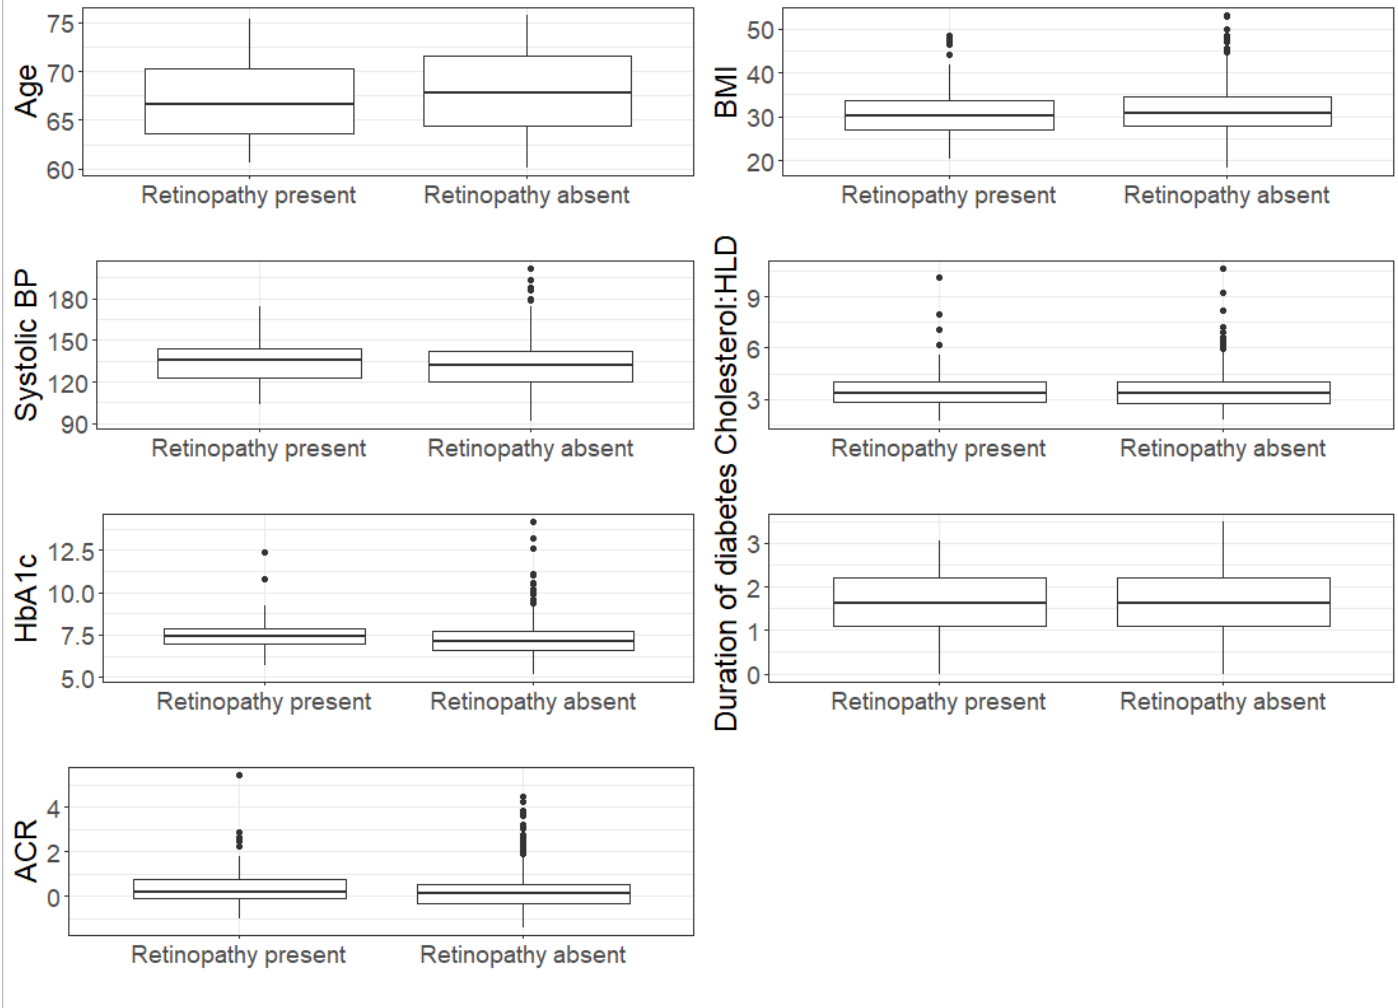 Age
75
70
65
60
Retinopathy present
Retinopathy absent
BMI
50
40
30
20
Retinopathy present
Retinopathy absent
Systolic BP
180
150
120
90
Retinopathy present
Retinopathy absent
Cholesterol:HLD
9
6
3
Retinopathy present
Retinopathy absent
HbA1c
12.5
10.0
7.5
5.0
Retinopathy present
Retinopathy absent
Duration of diabetes
3
2
1
0
Retinopathy present
Retinopathy absent
ACR
4
2
0
Retinopathy present
Retinopathy absent